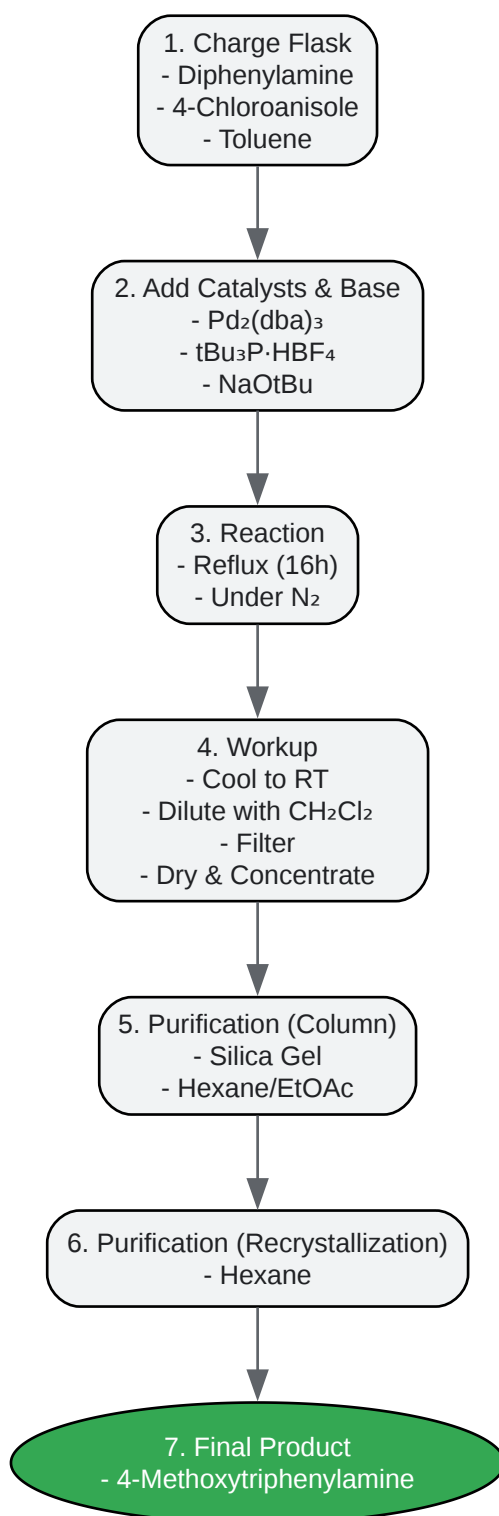 1. Charge Flask
- Diphenylamine
- 4-Chloroanisole
- Toluene
2. Add Catalysts & Base
- Pd₂(dba)₃
- tBu₃P·HBF₄
- NaOtBu
3. Reaction
- Reflux (16h)
- Under N₂
4. Workup
- Cool to RT
- Dilute with CH₂Cl₂
- Filter
- Dry & Concentrate
5. Purification (Column)
- Silica Gel
- Hexane/EtOAc
6. Purification (Recrystallization)
- Hexane
7. Final Product
- 4-Methoxytriphenylamine